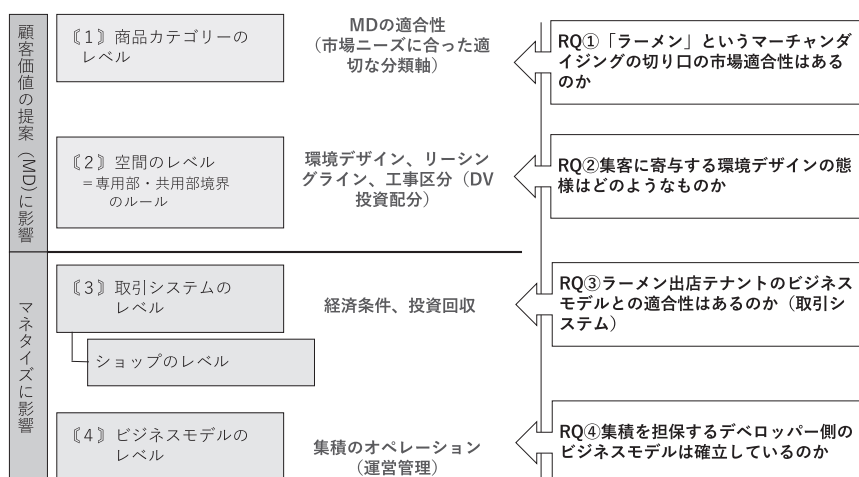 顧客価値の提案（MD）に影響
〘1〙商品カテゴリーの
レベル
MDの適合性
（市場ニーズに合った適
切な分類軸）
RQ①「ラーメン」というマーチャンダ
イジングの切り口の市場適合性はある
のか
〘2〙空間のレベル
＝専用部・共用部境界
のルール
環境デザイン、リーシン
グライン、工事区分（DV
投資配分）
RQ②集客に寄与する環境デザインの態
様はどのようなものか
マネタイズに影響
〘3〙取引システムの
レベル
ショップのレベル
経済条件、投資回収
RQ③ラーメン出店テナントのビジネス
モデルとの適合性はあるのか（取引シ
ステム）
〘4〙ビジネスモデルの
レベル
集積のオペレーション
（運営管理）
RQ④集積を担保するデベロッパー側の
ビジネスモデルは確立しているのか